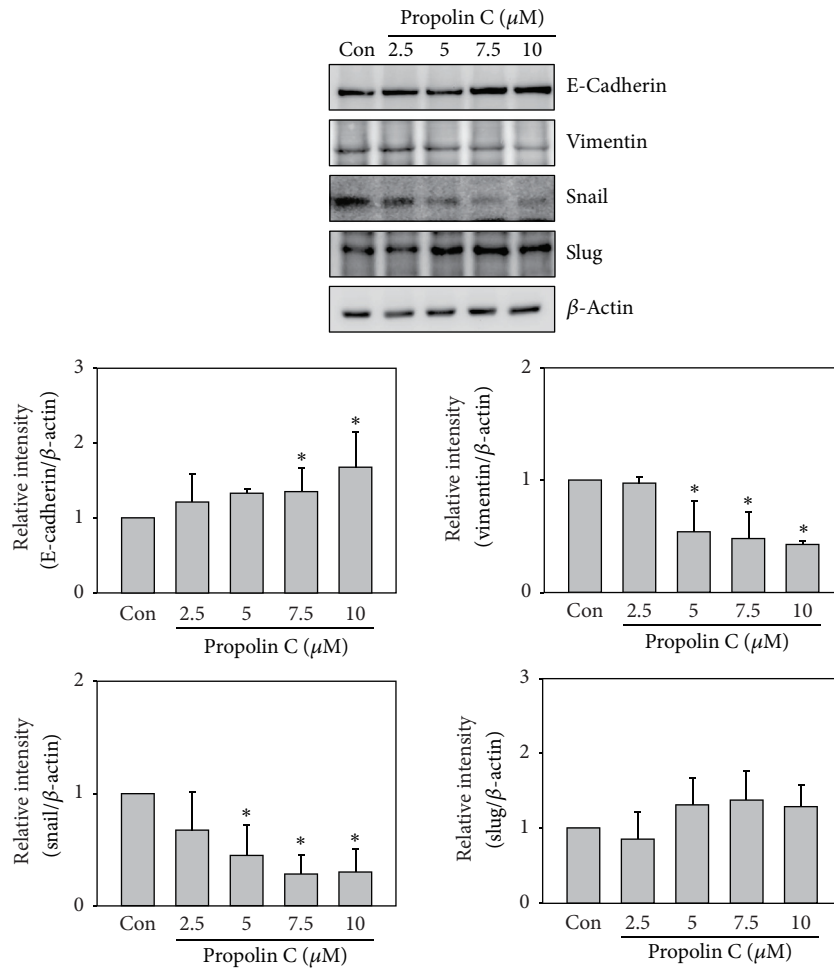 Propolin C (μM)
Con 2.5 5 7.5 10
E-Cadherin
Vimentin
Snail
Slug
β-Actin
Relative intensity
(E-cadherin/β-actin)
3
2
1
0
* *
Con 2.5 5 7.5 10
Propolin C (μM)
Relative intensity
(vimentin/β-actin)
2
1
0
* * *
Con 2.5 5 7.5 10
Propolin C (μM)
Relative intensity
(snail/β-actin)
2
1
0
* * *
Con 2.5 5 7.5 10
Propolin C (μM)
Relative intensity
(slug/β-actin)
3
2
1
0
Con 2.5 5 7.5 10
Propolin C (μM)